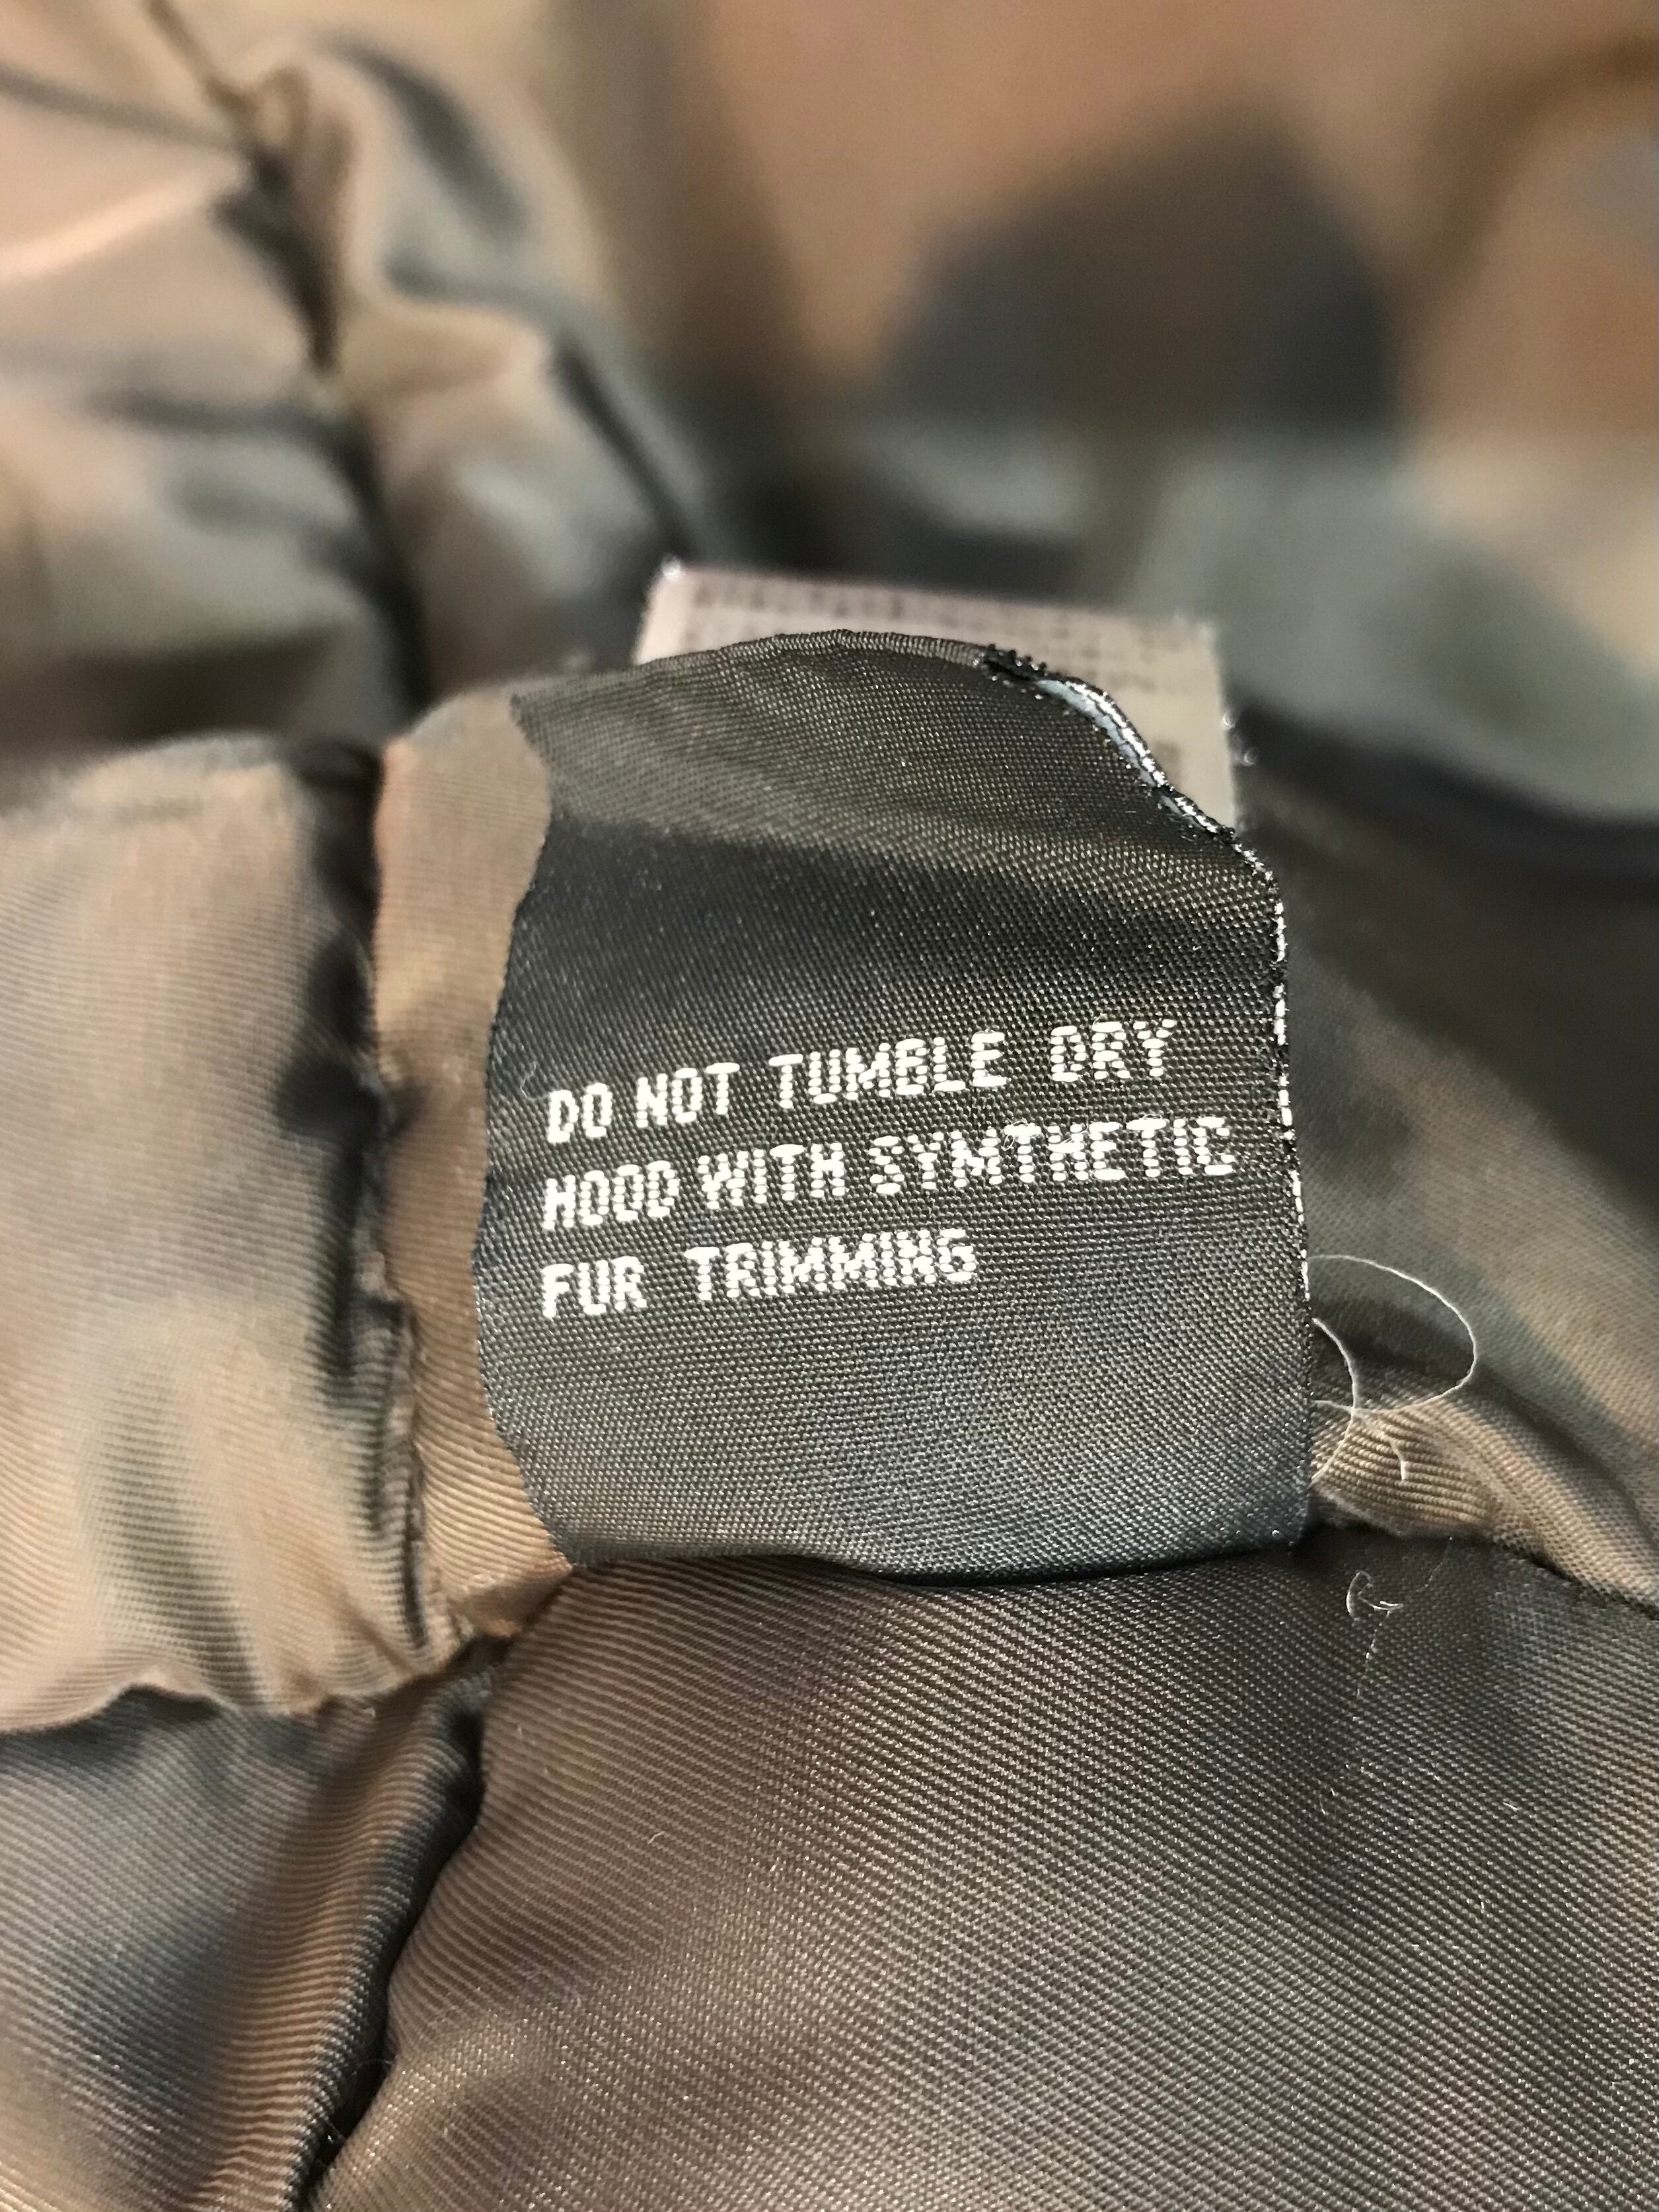 DO NOT TUMBLE DRY
HOOD WITH SYMTHETIC
FUR TRIMMING